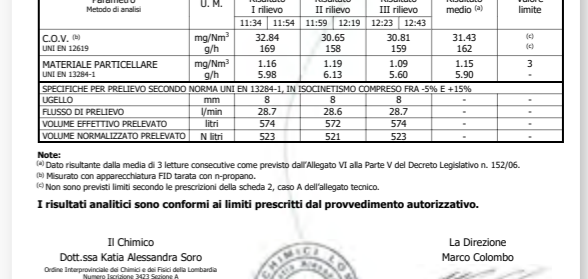 Parametro
Metodo di analisi U. M. Risultato I rilievo Risultato II rilievo Risultato III rilievo Risultato medio (a) Valore limite
11:34 11:54 11:59 12:19 12:23 12:43
C.O.V. (b) mg/Nm3 32.84 30.65 30.81 31.43 (c)
UNI EN 12619 g/h 169 158 159 162 (c)
MATERIALE PARTICELLARE mg/Nm3 1.16 1.19 1.09 1.15 3
UNI EN 13284-1 g/h 5.98 6.13 5.60 5.90 -
SPECIFICHE PER PRELIEVO SECONDO NORMA UNI EN 13284-1, IN ISOCINETISMO COMPRESO FRA -5% E +15%
UGELLO mm 8 8 8 - -
FLUSSO DI PRELIEVO l/min 28.7 28.6 28.7 - -
VOLUME EFFETTIVO PRELEVATO litri 574 572 574 - -
VOLUME NORMALIZZATO PRELEVATO N litri 523 521 523 - -
Note:
(a) Dato risultante dalla media di 3 letture consecutive come previsto dall'Allegato VI alla Parte V del Decreto Legislativo n. 152/06.
(b) Misurato con apparecchiatura FID tarata con n-propano.
(c) Non sono previsti limiti secondo le prescrizioni della scheda 2, caso A dell'allegato tecnico.
I risultati analitici sono conformi ai limiti prescritti dal provvedimento autorizzativo.
Il Chimico La Direzione
Dott.ssa Katia Alessandra Soro Marco Colombo
Ordine Interprovinciale dei Chimici e dei Fisici della Lombardia
Numero Iscrizione 3423 Sezione A
CHIMICI